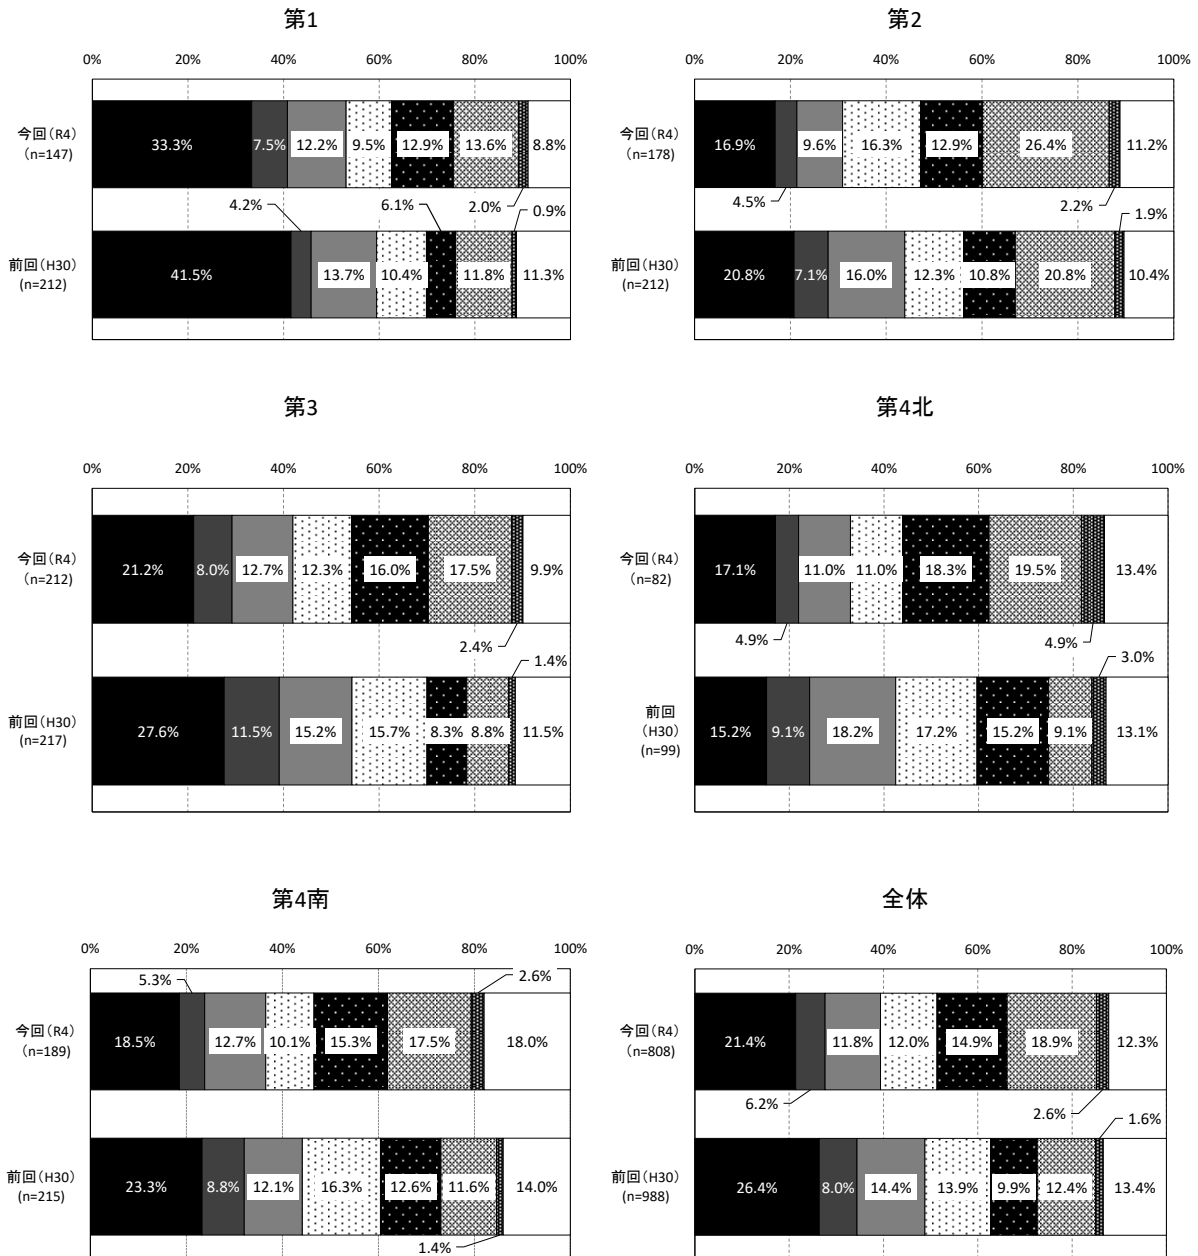 第1
0% 20% 40% 60% 80% 100%
今回(R4)
(n=147)
33.3% 7.5% 12.2% 9.5% 12.9% 13.6% 8.8%
2.0%
4.2% 6.1% 0.9%
前回(H30)
(n=212)
41.5% 13.7% 10.4% 11.8% 11.3%
第2
0% 20% 40% 60% 80% 100%
今回(R4)
(n=178)
16.9% 9.6% 16.3% 12.9% 26.4% 11.2%
4.5% 2.2%
1.9%
前回(H30)
(n=212)
20.8% 7.1% 16.0% 12.3% 10.8% 20.8% 10.4%
第3
0% 20% 40% 60% 80% 100%
今回(R4)
(n=212)
21.2% 8.0% 12.7% 12.3% 16.0% 17.5% 9.9%
2.4%
1.4%
前回(H30)
(n=217)
27.6% 11.5% 15.2% 15.7% 8.3% 8.8% 11.5%
第4北
0% 20% 40% 60% 80% 100%
今回(R4)
(n=82)
17.1% 11.0% 11.0% 18.3% 19.5% 13.4%
4.9% 4.9%
3.0%
前回
(H30)
(n=99)
15.2% 9.1% 18.2% 17.2% 15.2% 9.1% 13.1%
第4南
0% 20% 40% 60% 80% 100%
5.3% 2.6%
今回(R4)
(n=189)
18.5% 12.7% 10.1% 15.3% 17.5% 18.0%
前回(H30)
(n=215)
23.3% 8.8% 12.1% 16.3% 12.6% 11.6% 14.0%
1.4%
全体
0% 20% 40% 60% 80% 100%
今回(R4)
(n=808)
21.4% 11.8% 12.0% 14.9% 18.9% 12.3%
6.2% 2.6%
1.6%
前回(H30)
(n=988)
26.4% 8.0% 14.4% 13.9% 9.9% 12.4% 13.4%